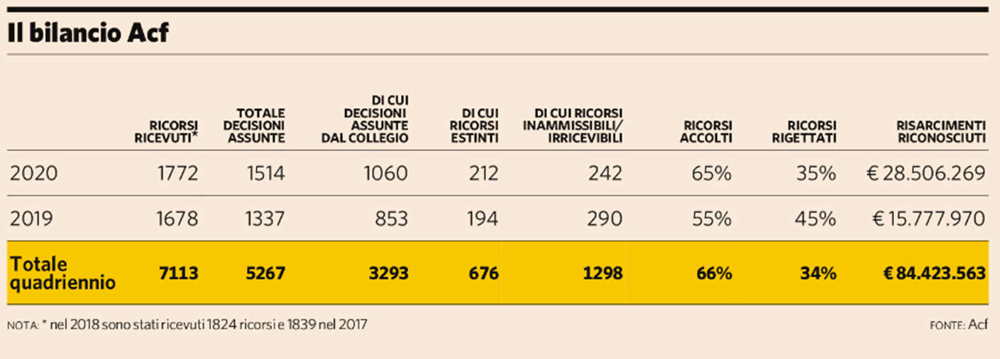 Il bilancio Acf
RICORSI
RICEVUTI*
TOTALE
DECISIONI
ASSUNTE
DI CUI
DECISIONI
ASSUNTE
DAL COLLEGIO
DI CUI
RICORSI
ESTINTI
DI CUI RICORSI
INAMMISSIBILI/
IRRICEVIBILI
RICORSI
ACCOLTI
RICORSI
RIGETTATI
RISARCIMENTI
RICONOSCIUTI
2020 1772 1514 1060 212 242 65% 35% € 28.506.269
2019 1678 1337 853 194 290 55% 45% € 15.777.970
Totale
quadriennio 7113 5267 3293 676 1298 66% 34% € 84.423.563
NOTA: * nel 2018 sono stati ricevuti 1824 ricorsi e 1839 nel 2017
FONTE: Acf